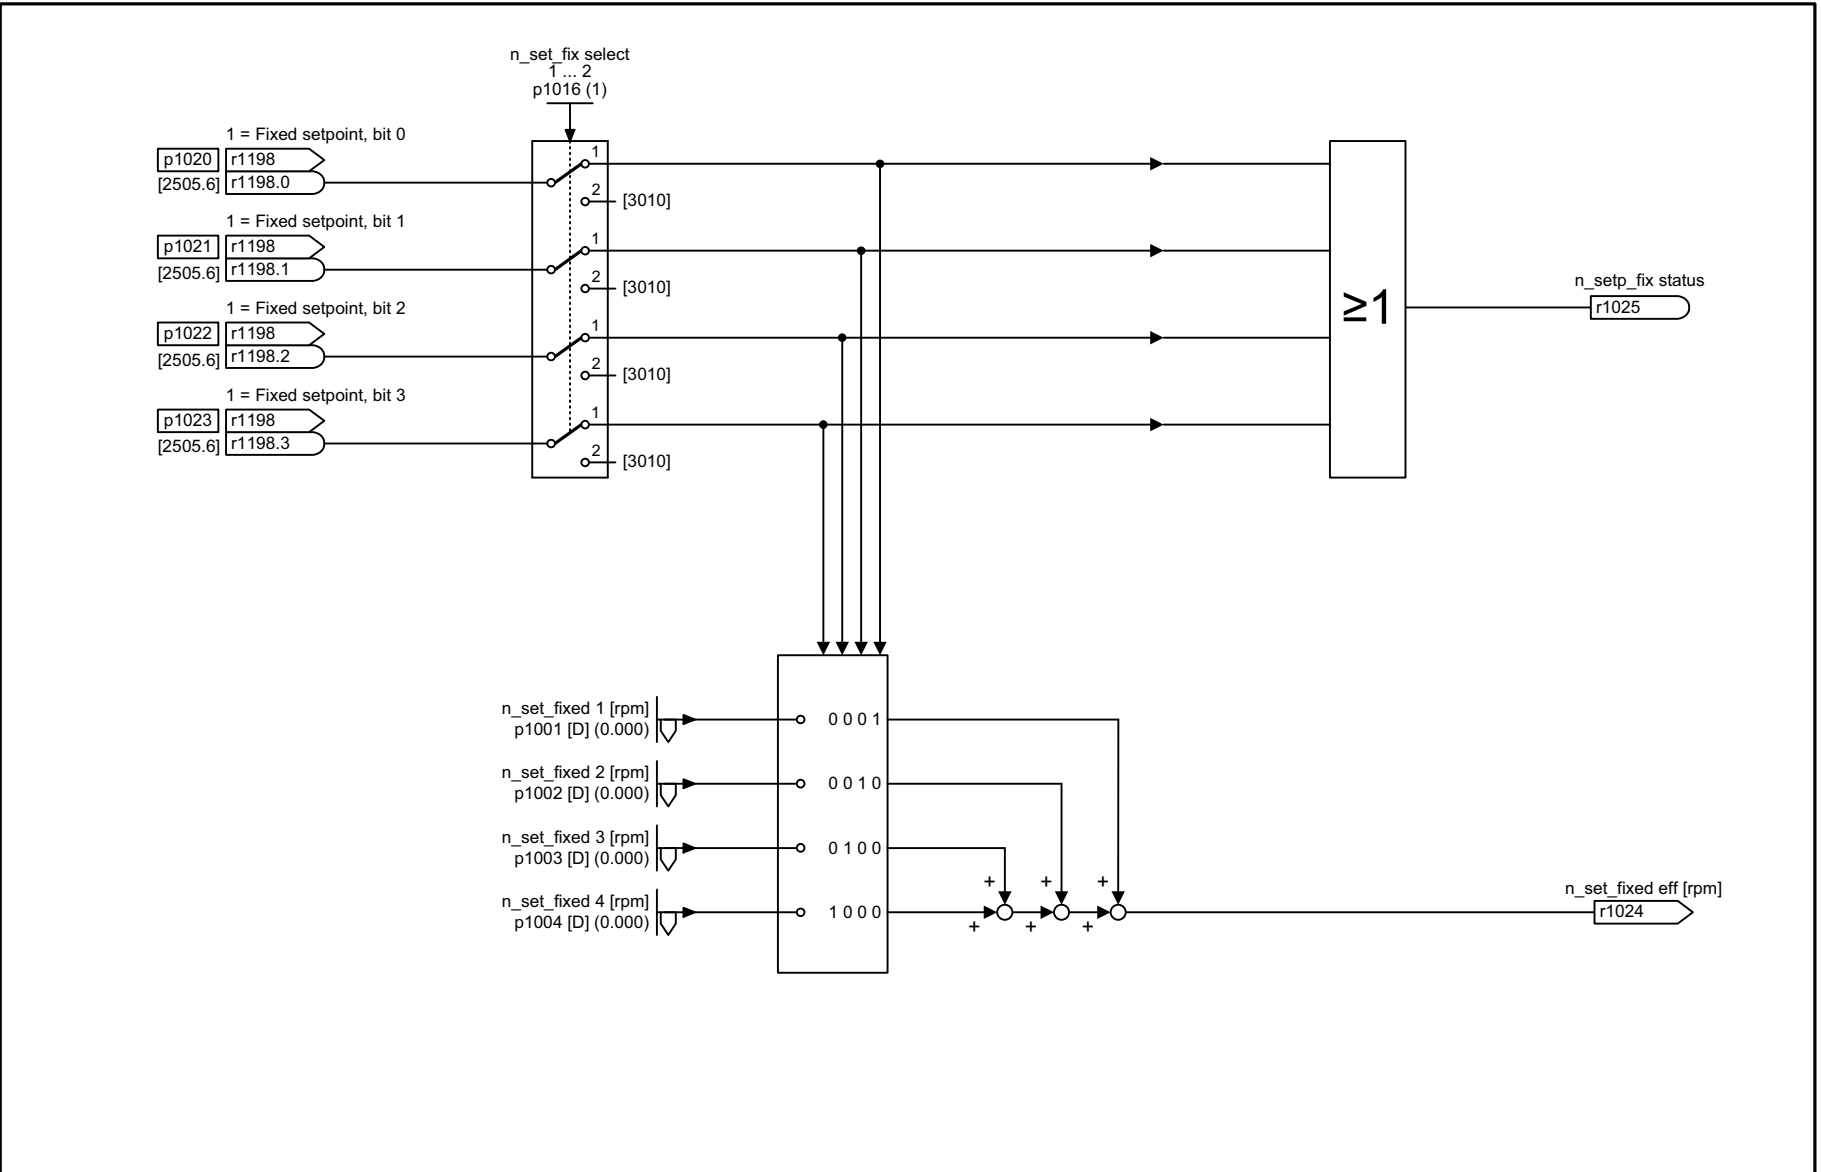 n_set_fix select
1 ... 2
p1016 (1)
1 = Fixed setpoint, bit 0
p1020 r1198
[2505.6] r1198.0
1
2 [3010]
1 = Fixed setpoint, bit 1
p1021 r1198
[2505.6] r1198.1
1
2 [3010]
1 = Fixed setpoint, bit 2
p1022 r1198
[2505.6] r1198.2
1
2 [3010]
1 = Fixed setpoint, bit 3
p1023 r1198
[2505.6] r1198.3
1
2 [3010]
≥1
n_setp_fix status
r1025
n_set_fixed 1 [rpm]
p1001 [D] (0.000)
0 0 0 1
n_set_fixed 2 [rpm]
p1002 [D] (0.000)
0 0 1 0
n_set_fixed 3 [rpm]
p1003 [D] (0.000)
0 1 0 0
n_set_fixed 4 [rpm]
p1004 [D] (0.000)
1 0 0 0
+ + +
+ + +
n_set_fixed eff [rpm]
r1024